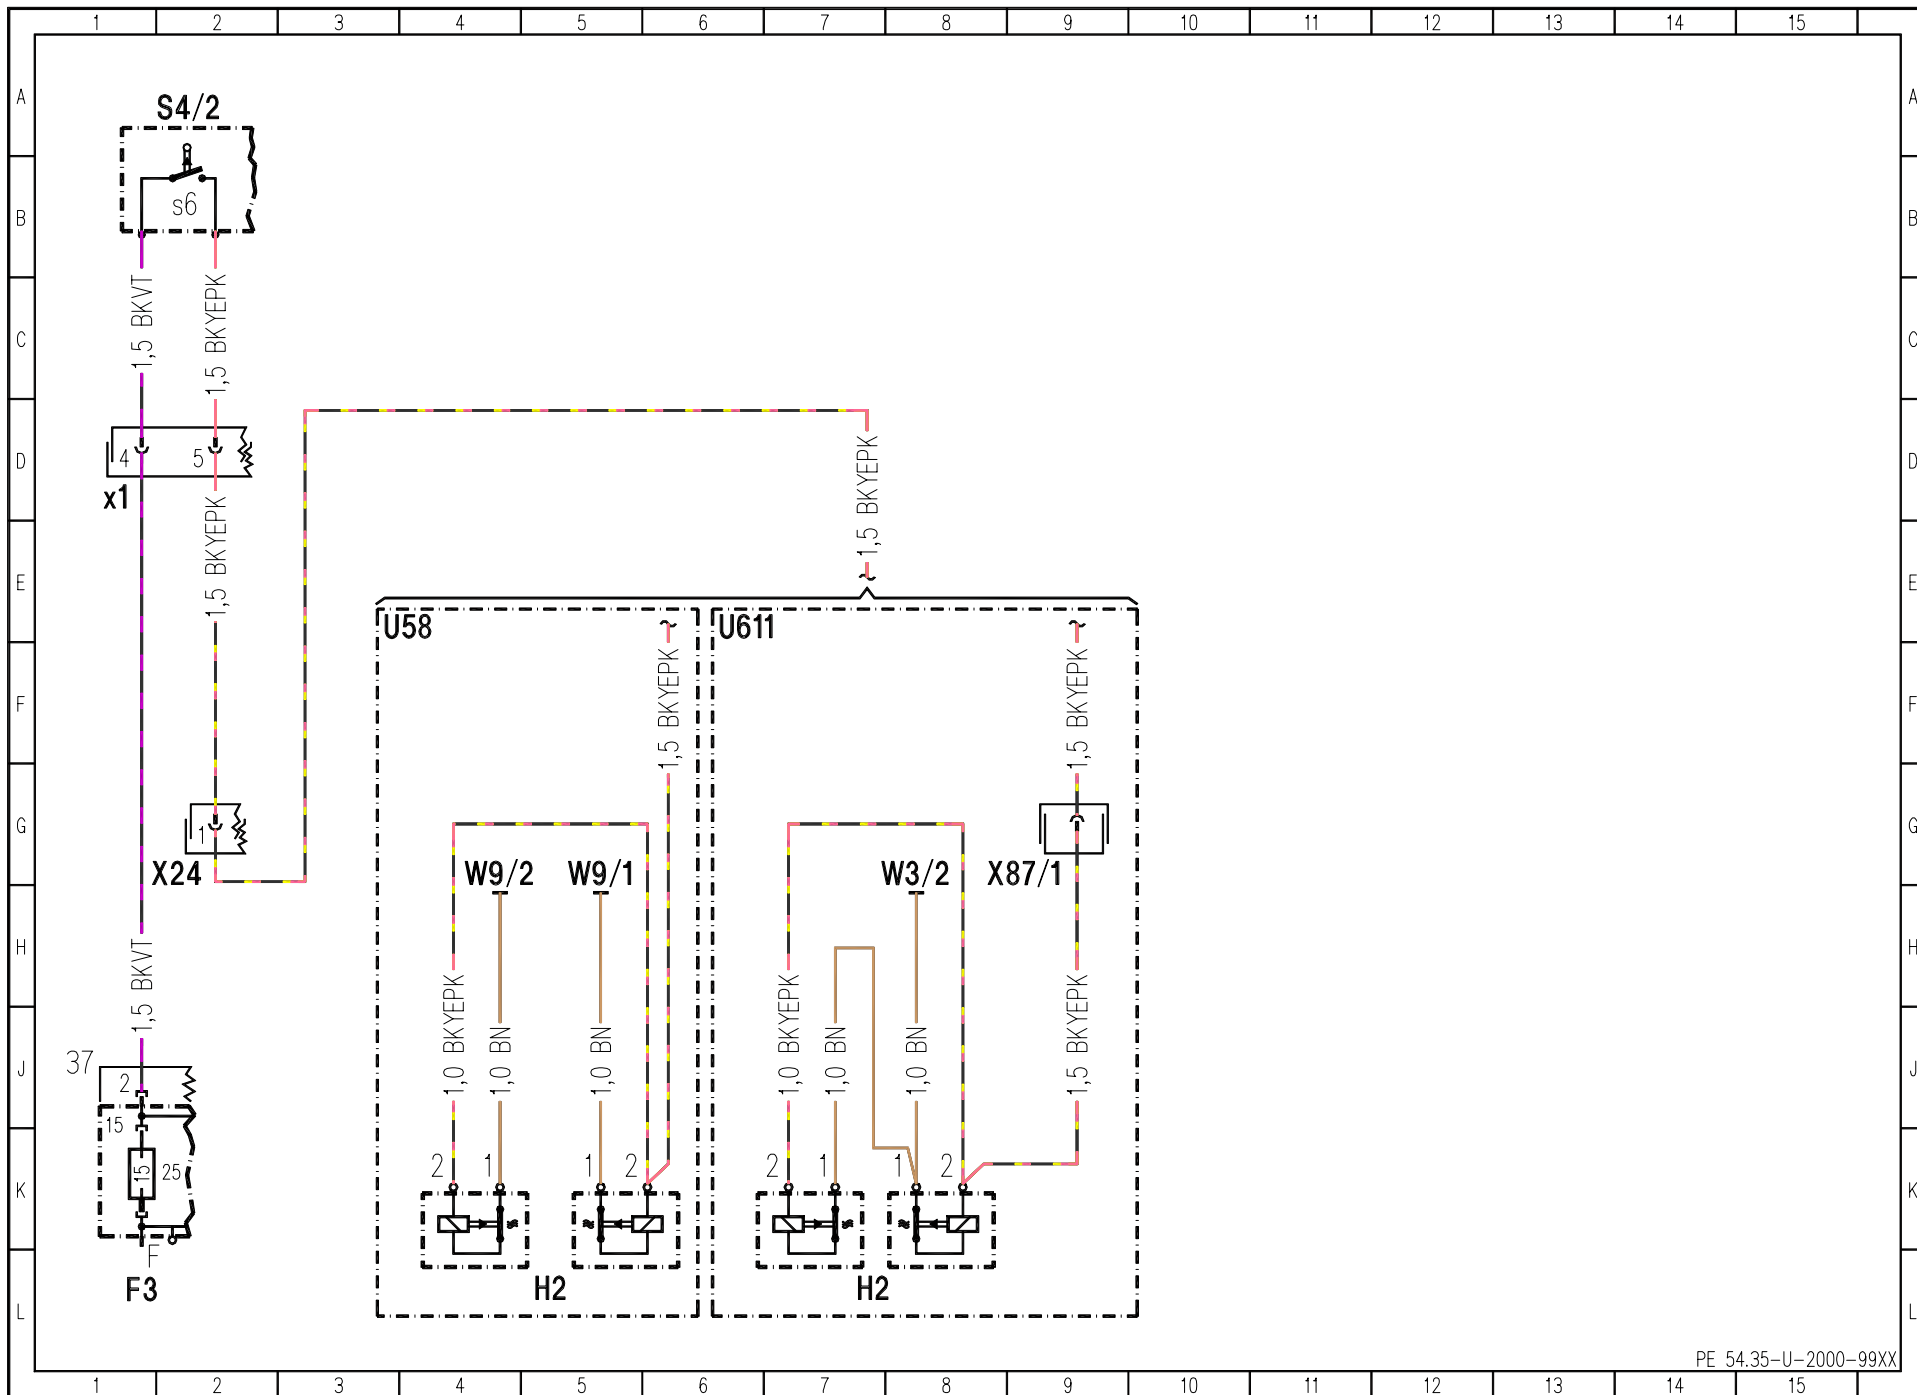 1 2 3 4 5 6 7 8 9 10 11 12 13 14 15
A A
S4/2
s6
B B
1,5 BKVT
1,5 BKYEPK
C C
4 5
D D
x1
1,5 BKYEPK
1,5 BKYEPK
E E
U58
U611
1,5 BKYEPK
1,5 BKYEPK
F F
1
G G
X24
W9/2
W9/1
W3/2
X87/1
H H
1,5 BKVT
1,0 BKYEPK
1,0 BN
1,0 BN
1,0 BKYEPK
1,0 BN
1,0 BN
1,5 BKYEPK
37
2
J J
15
15
25
2 1 1 2
2 1 1 2
K K
F
F3
H2
H2
L L
PE 54.35-U-2000-99XX
1 2 3 4 5 6 7 8 9 10 11 12 13 14 15